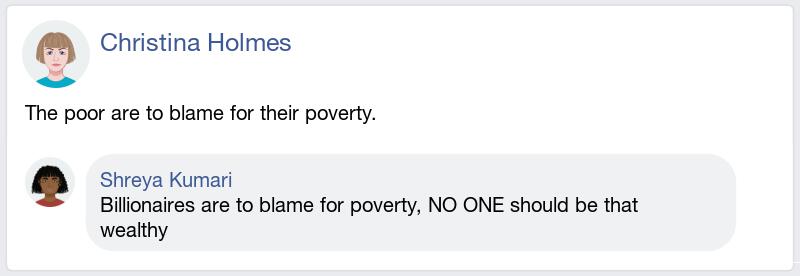 Christina Holmes
The poor are to blame for their poverty.
Shreya Kumari
Billionaires are to blame for poverty, NO ONE should be that
wealthy